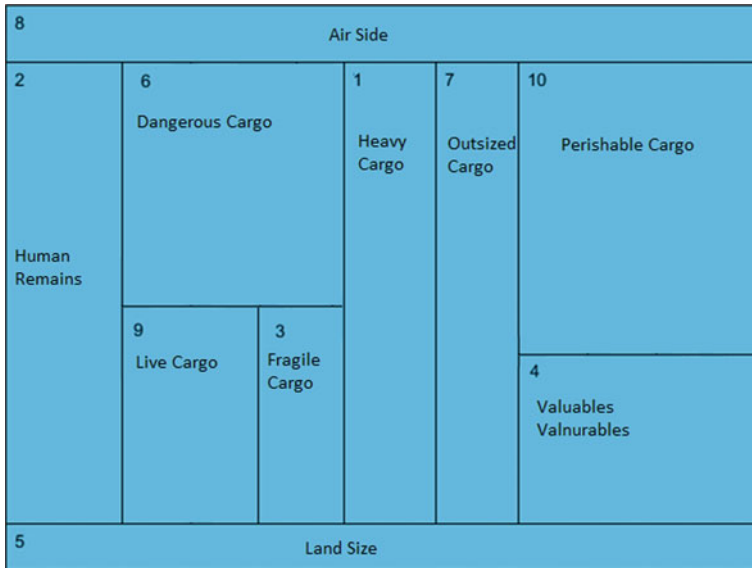 8
Air Side
2
Human
Remains
6
Dangerous Cargo
1
Heavy
Cargo
7
Outsized
Cargo
10
Perishable Cargo
9
Live Cargo
3
Fragile
Cargo
4
Valuables
Valnurables
5
Land Size